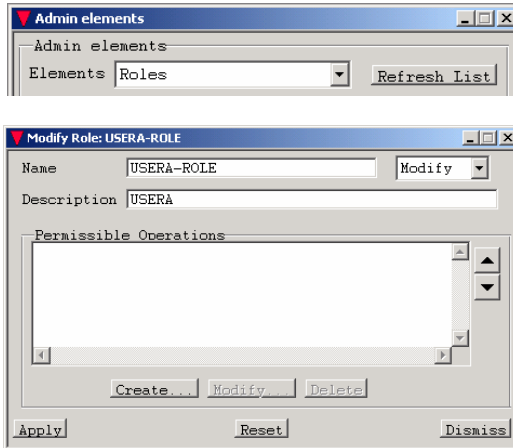 Admin elements
Admin elements
Elements Roles Refresh List
Modify Role: USERA-ROLE
Name USERA-ROLE Modify
Description USERA
Permissible Operations
Create... Modify... Delete
Apply Reset Dismiss